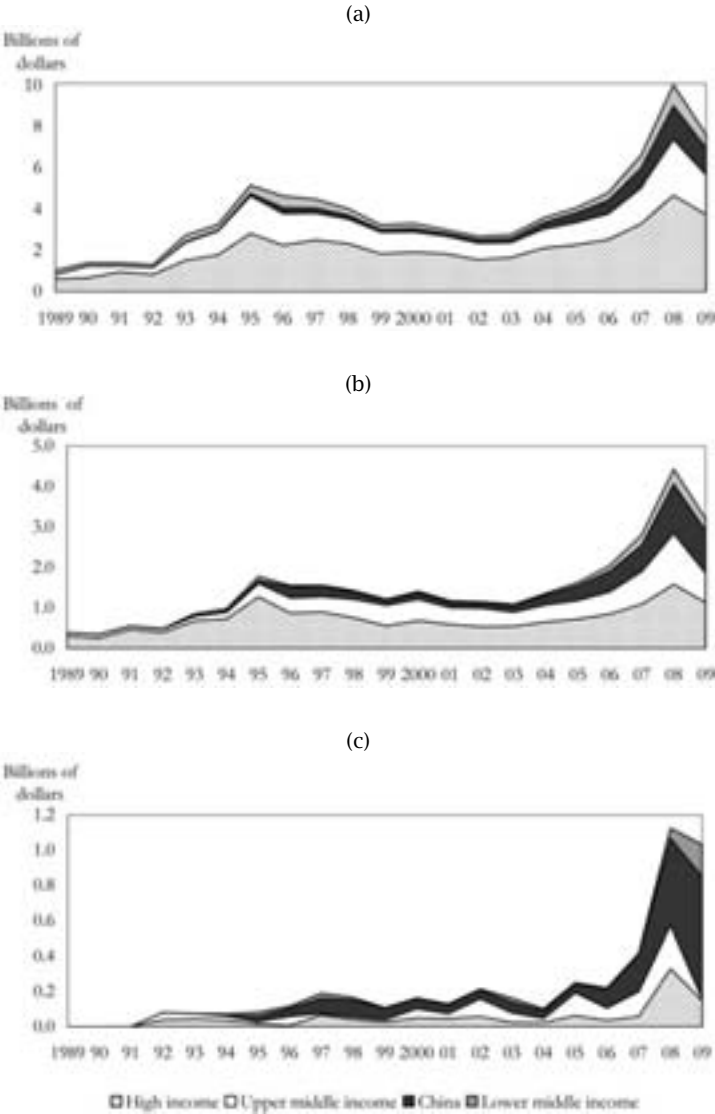 (a)
Billions of
dollars
10
8
6
4
2
0
1989 90 91 92 93 94 95 96 97 98 99 2000 01 02 03 04 05 06 07 08 09
(b)
Billions of
dollars
5.0
4.0
3.0
2.0
1.0
0.0
1989 90 91 92 93 94 95 96 97 98 99 2000 01 02 03 04 05 06 07 08 09
(c)
Billions of
dollars
1.2
1.0
0.8
0.6
0.4
0.2
0.0
1989 90 91 92 93 94 95 96 97 98 99 2000 01 02 03 04 05 06 07 08 09
High income Upper middle income China Lower middle income